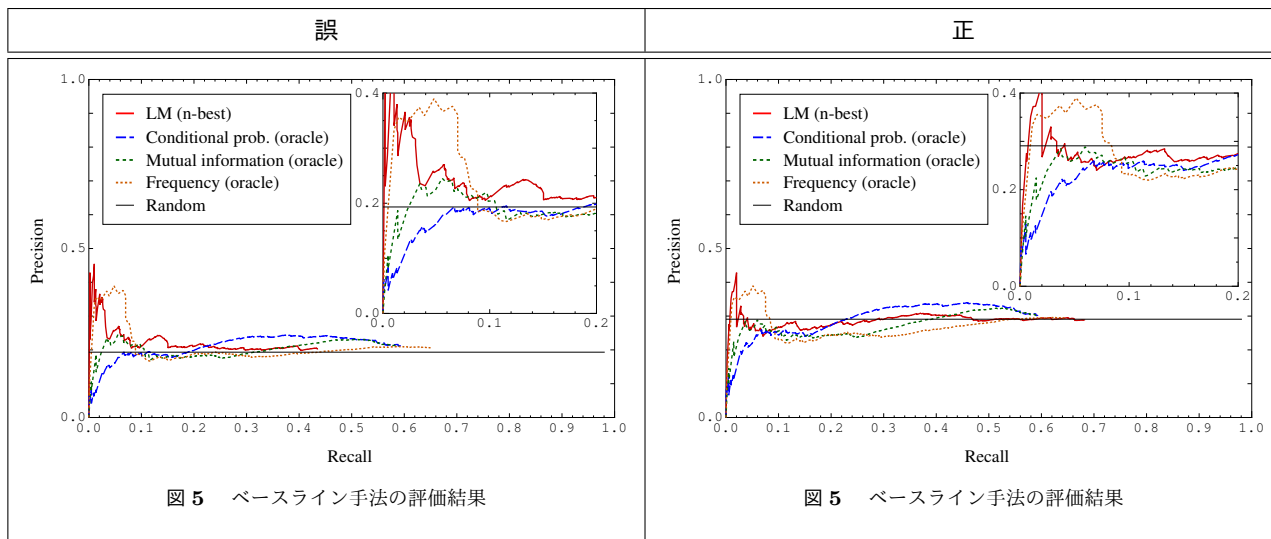 誤
正
1.0
0.5
0.0
Precision
LM (n-best)
Conditional prob. (oracle)
Mutual information (oracle)
Frequency (oracle)
Random
0.4
0.2
0.0
0.0 0.1 0.2
0.0 0.1 0.2 0.3 0.4 0.5 0.6 0.7 0.8 0.9 1.0
Recall
図 5 ベースライン手法の評価結果
1.0
0.5
0.0
Precision
LM (n-best)
Conditional prob. (oracle)
Mutual information (oracle)
Frequency (oracle)
Random
0.4
0.2
0.0
0.0 0.1 0.2
0.0 0.1 0.2 0.3 0.4 0.5 0.6 0.7 0.8 0.9 1.0
Recall
図 5 ベースライン手法の評価結果